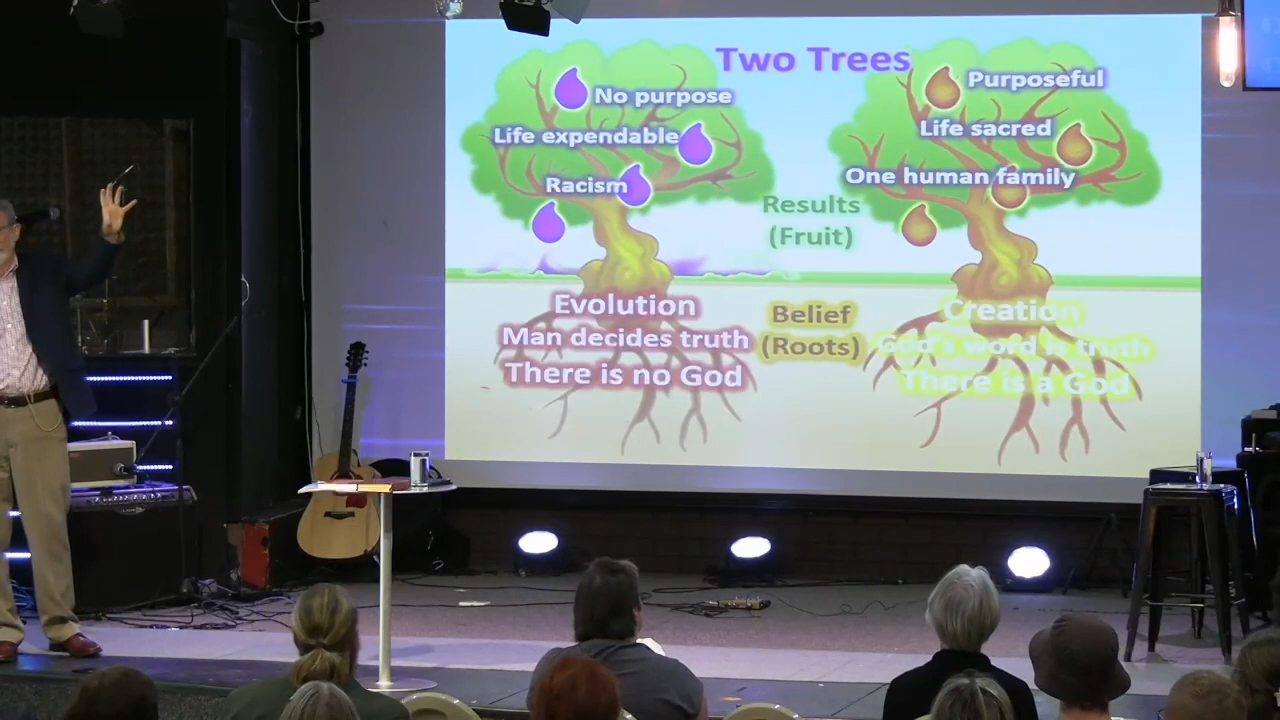 Two Trees
No purpose
Life expendable
Racism
Purposeful
Life sacred
One human family
Results
(Fruit)
Evolution
Man decides truth
There is no God
Belief
(Roots)
Creation
God's word is truth
There is a God